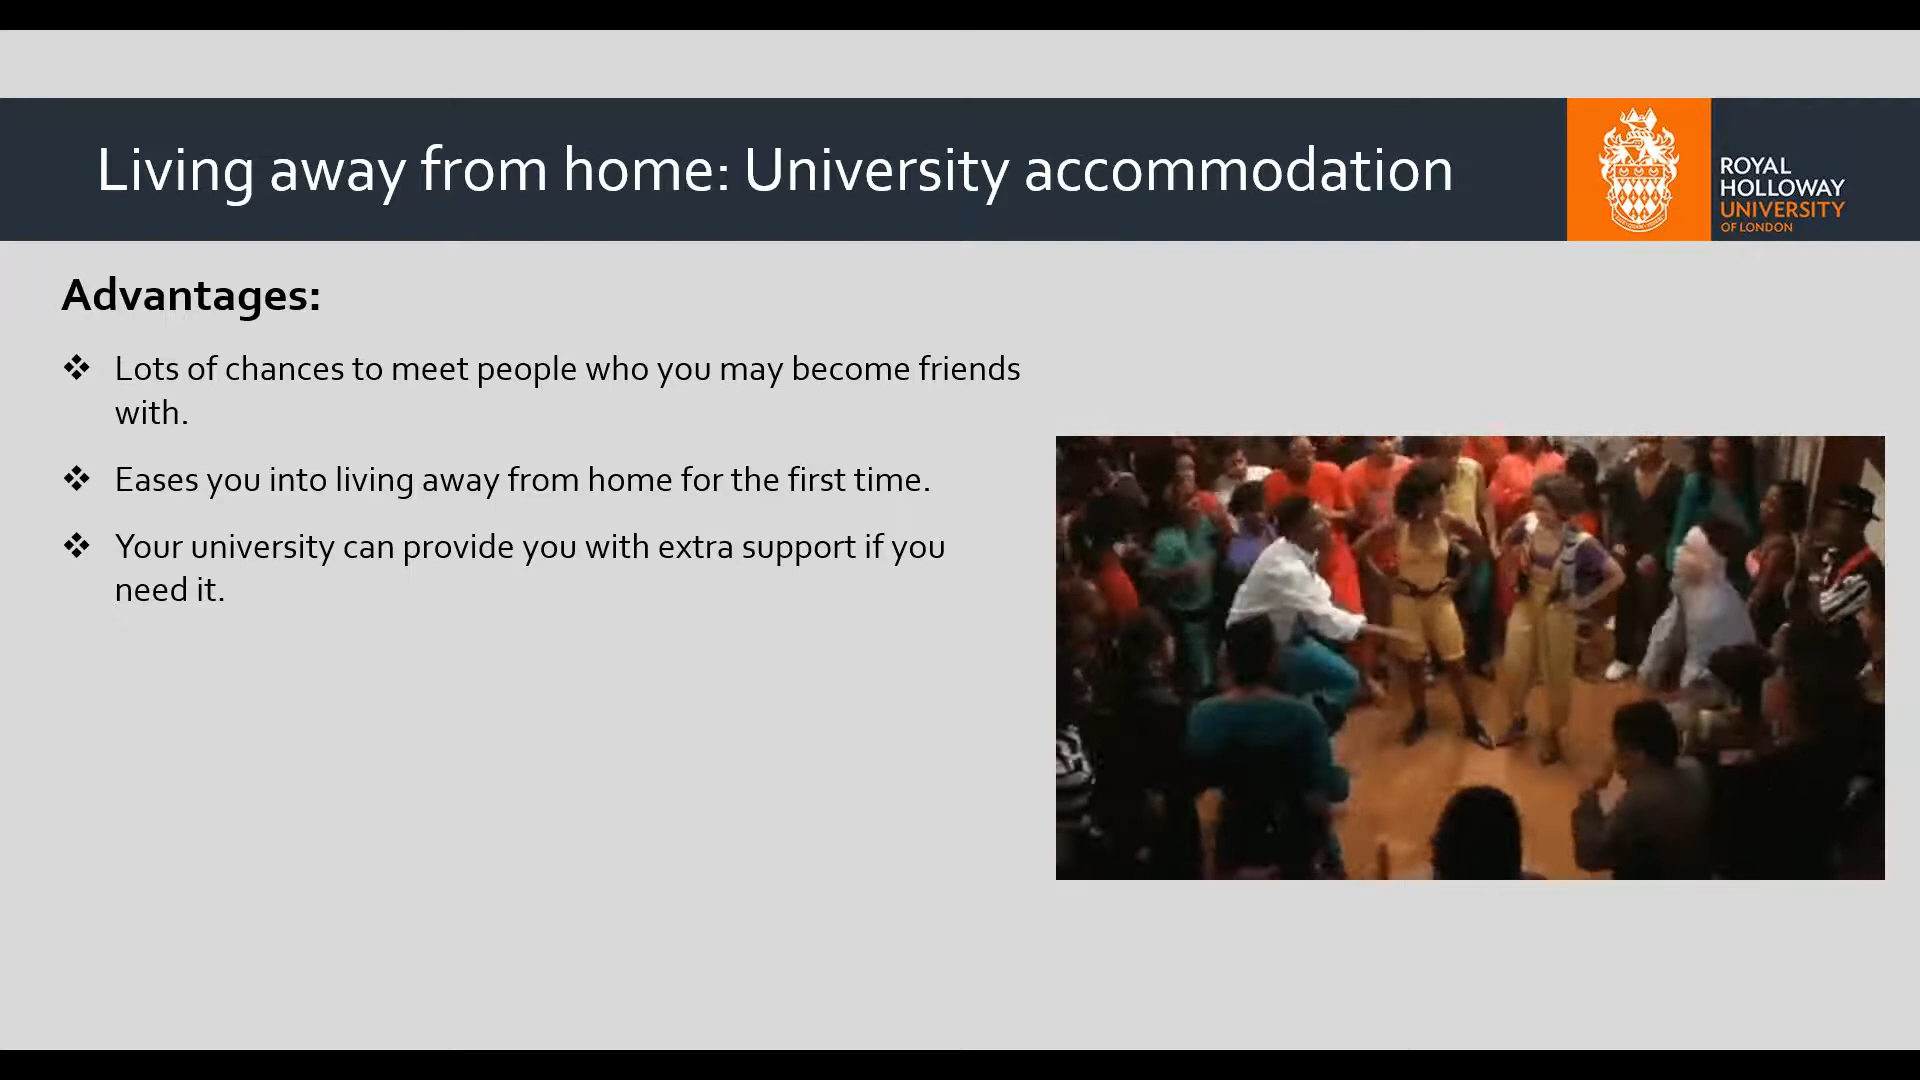 Living away from home: University accommodation
ROYAL
HOLLOWAY
UNIVERSITY
OF LONDON
Advantages:
❖ Lots of chances to meet people who you may become friends
with.
❖ Eases you into living away from home for the first time.
❖ Your university can provide you with extra support if you
need it.